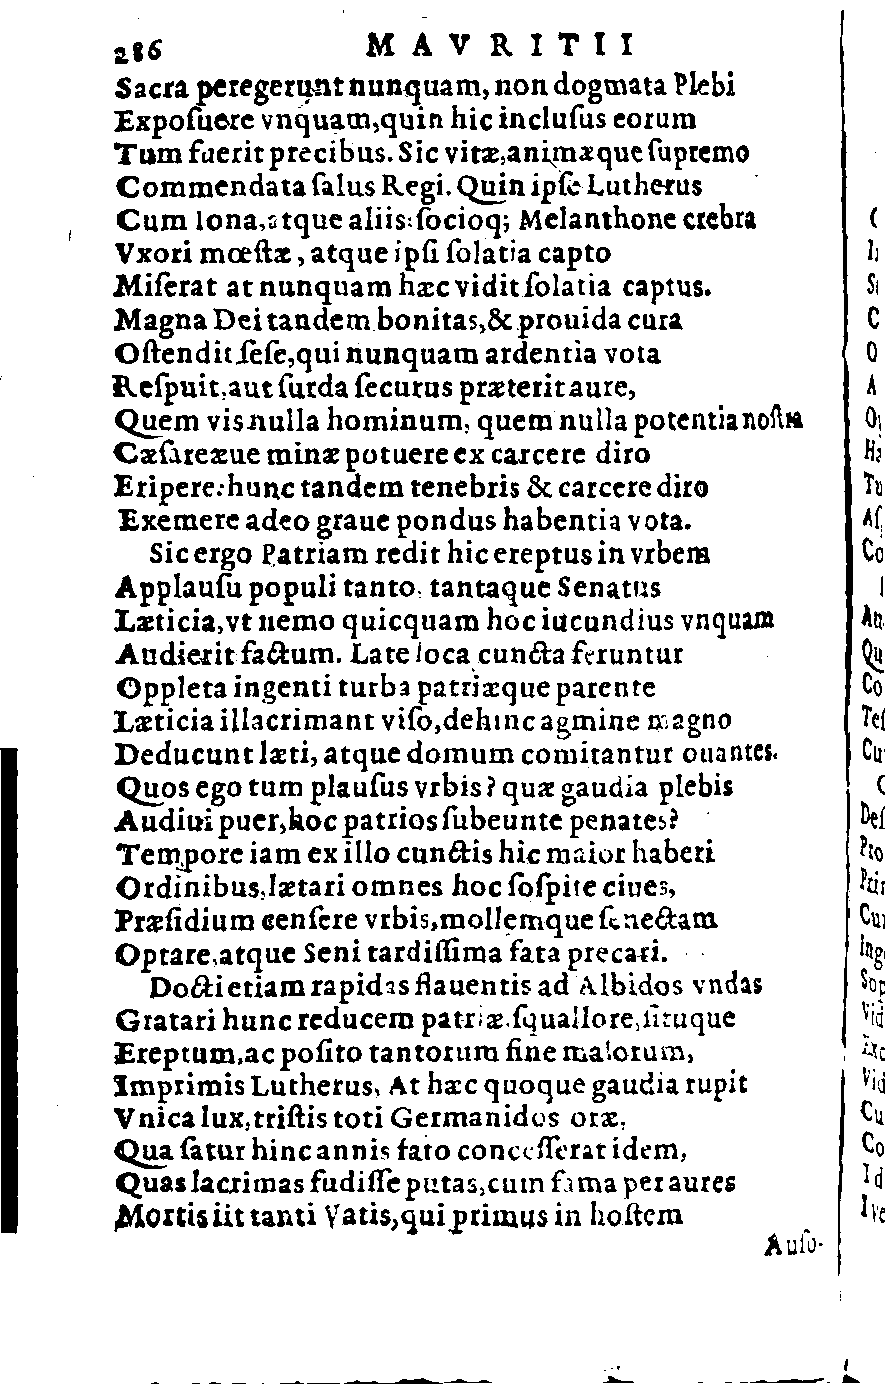 286 MAVRITII
Sacra peregerunt nunquam, non dogmata Plebi
Expoſuere vnquam, quin hic incluſus eorum
Tum fuerit precibus. Sic vitæ, animæque ſupremo
Commendata ſalus Regi. Quin ipſe Lutherus
Cum Iona, atque aliis: ſocioq; Melanthone crebra
Vxori mœſtæ, atque ipſi ſolatia capto
Miſerat at nunquam hæc vidit ſolatia captus.
Magna Dei tandem bonitas, & prouida cura
Oſtendit ſeſe, qui nunquam ardentia vota
Reſpuit, aut ſurda ſecurus præterit aure,
Quem vis nulla hominum, quem nulla potentia noſtra
Cæſareæue minæ potuere ex carcere diro
Eripere: hunc tandem tenebris & carcere diro
Exemere adeo graue pondus habentia vota.
Sic ergo Patriam redit hic ereptus in vrbem
Applauſu populi tanto, tantaque Senatus
Læticia, vt nemo quicquam hoc iucundius vnquam
Audierit factum. Late loca cuncta feruntur
Oppleta ingenti turba patriæque parente
Læticia illacrimant viſo, dehinc agmine magno
Deducunt læti, atque domum comitantur ouantes.
Quos ego tum plauſus vrbis? quæ gaudia plebis
Audiui puer, hoc patrios ſubeunte penates?
Tempore iam ex illo cunctis hic maior haberi
Ordinibus, lætari omnes hoc ſoſpite ciues,
Præſidium cenſere vrbis, mollemque ſenectam
Optare, atque Seni tardiſſima fata precari.
Docti etiam rapidas flauentis ad Albidos vndas
Gratari hunc reducem patriæ, ſquallore, ſituque
Ereptum, ac poſito tantorum fine malorum,
Imprimis Lutherus, At hæc quoque gaudia rupit
Vnica lux, triſtis toti Germanidos oræ,
Qua ſatur hinc annis fato conceſſerat idem,
Quas lacrimas fudiſſe putas, cum fama per aures
Mortis iit tanti Vatis, qui primus in hoſtem
Auſo-